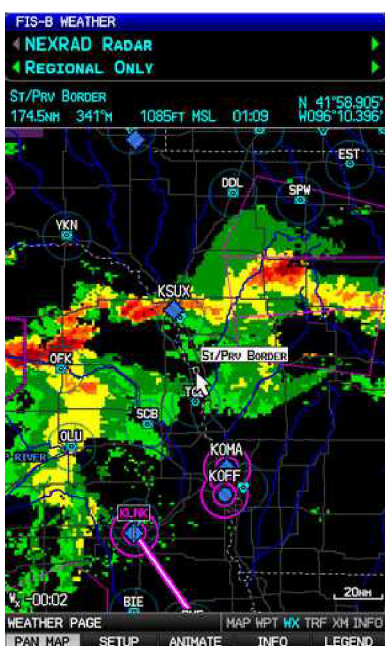 FIS-B WEATHER
NEXRAD RADAR
REGIONAL ONLY
ST/PRV BORDER
174.5NM 341°M 1085FT MSL 01:09 N 41°58.905'
W096°10.396'
EST
DDL
SPW
YKN
KSUX
ST/PRV BORDER
OFK
SCB
OLU
RIVER
KOMA
KOFF
KLNK
WX -00:02
BIE
20NM
WEATHER PAGE MAP WPT WX TRF XM INFO
PAN MAP SETUP ANIMATE INFO LEGEND